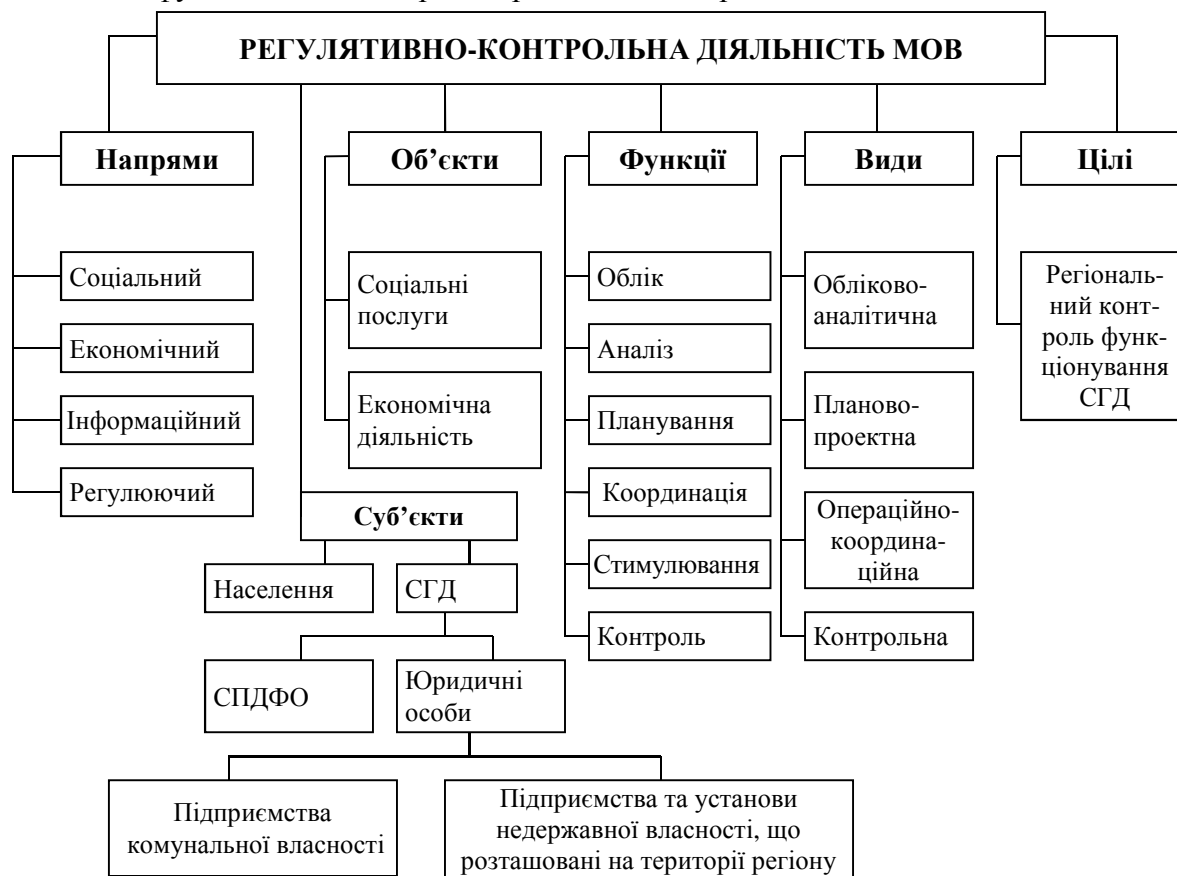 РЕГУЛЯТИВНО-КОНТРОЛЬНА ДІЯЛЬНІСТЬ МОВ
Напрями
Соціальний
Економічний
Інформаційний
Регулюючий
Об’єкти
Соціальні
послуги
Економічна
діяльність
Функції
Облік
Аналіз
Планування
Координація
Стимулювання
Контроль
Види
Обліково-
аналітична
Планово-
проектна
Операційно-
координа-
ційна
Контрольна
Цілі
Регіональ-
ний конт-
роль функ-
ціонування
СГД
Суб’єкти
Населення
СГД
СПДФО
Юридичні
особи
Підприємства
комунальної власності
Підприємства та установи
недержавної власності, що
розташовані на території регіону